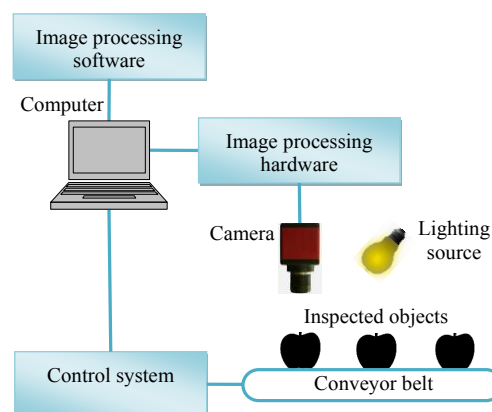 Image processing
software
Computer
Image processing
hardware
Camera
Lighting
source
Inspected objects
Control system
Conveyor belt